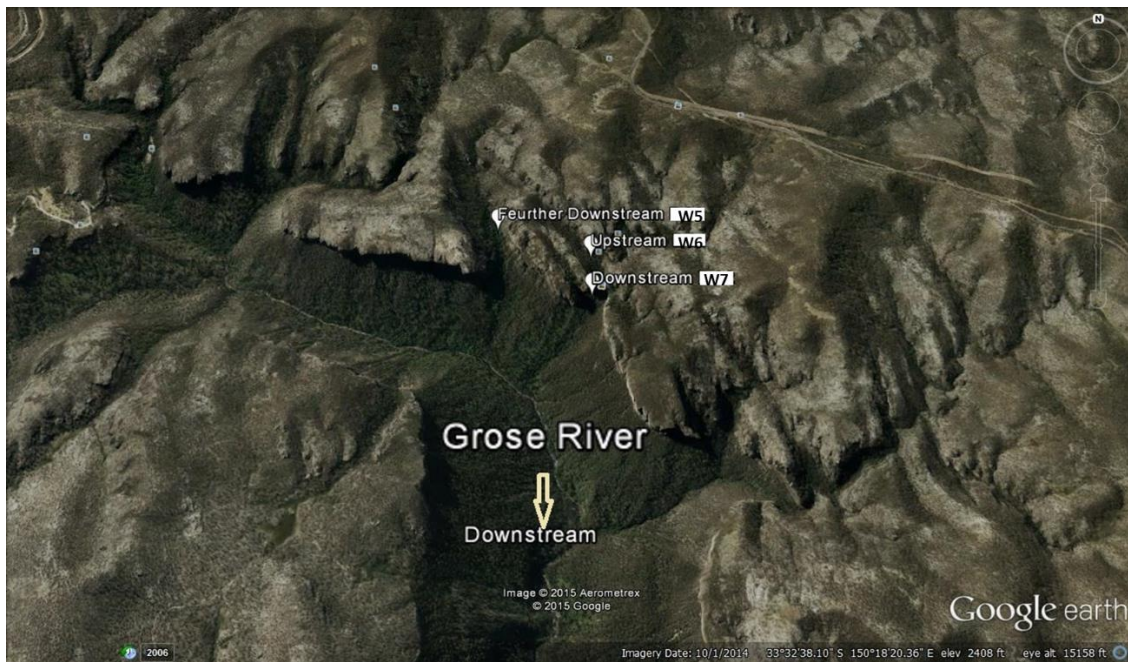 N
Feurther Downstream W5
Upstream W6
Downstream W7
Grose River
Downstream
Image © 2015 Aerometrex
© 2015 Google
Google earth
2006
Imagery Date: 10/1/2014 33°32'38.10" S 150°18'20.36" E elev 2408 ft eye alt 15158 ft